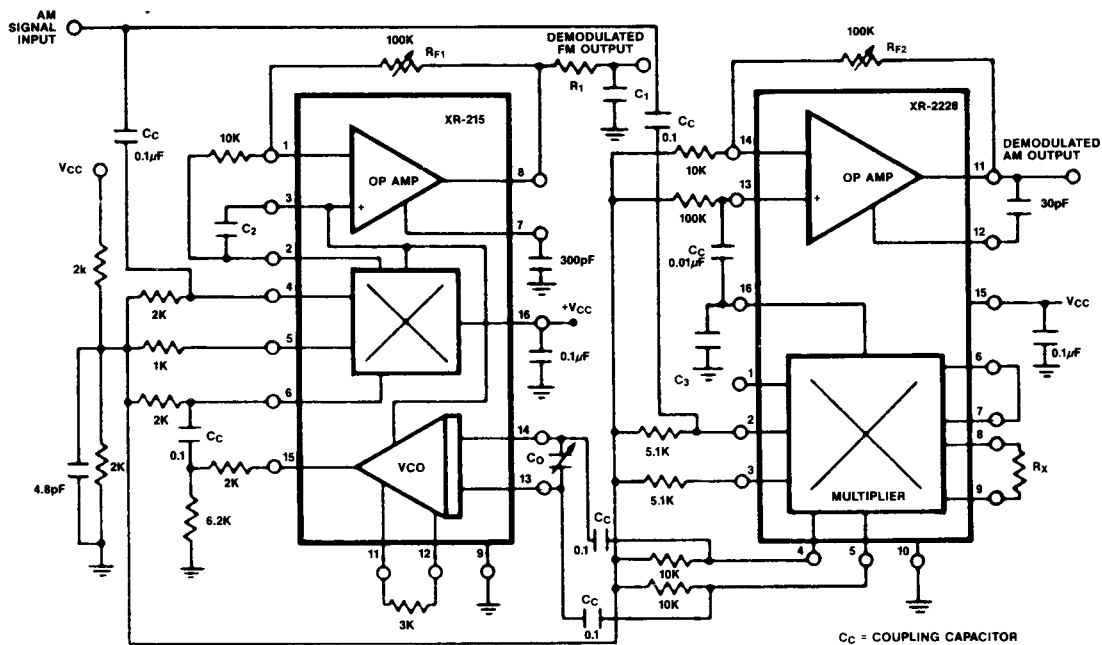 AM
SIGNAL
INPUT
100K
RF1
DEMODULATED
FM OUTPUT
R1
C1
100K
RF2
XR-215
XR-2228
CC
0.1µF
CC
0.1
10K
1
OP AMP
8
14
10K
OP AMP
11
DEMODULATED
AM OUTPUT
VCC
3
+
13
100K
+
30pF
C2
7
12
2
300pF
CC
0.01µF
2k
4
2K
16
+VCC
16
15
VCC
5
1K
0.1µF
0.1µF
C3
1
6
6
2K
7
CC
0.1
14
2
8
5.1K
RX
15
2K
VCO
CO
13
3
9
5.1K
MULTIPLIER
4.8pF
2K
6.2K
CC
0.1
4
5
10
11
12
9
10K
10K
3K
CC
0.1
CC = COUPLING CAPACITOR